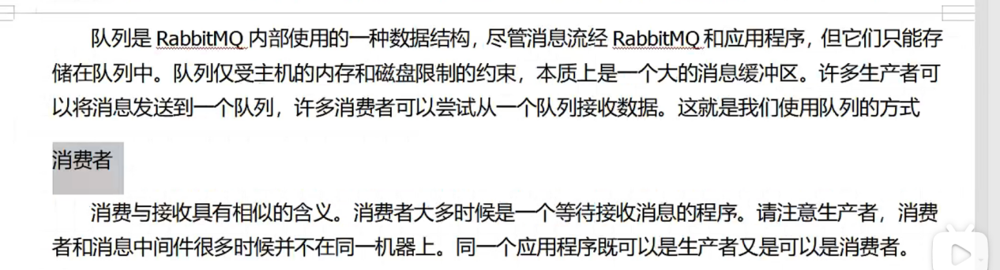 队列是 RabbitMQ 内部使用的一种数据结构，尽管消息流经 RabbitMQ 和应用程序，但它们只能存
储在队列中。队列仅受主机的内存和磁盘限制的约束，本质上是一个大的消息缓冲区。许多生产者可
以将消息发送到一个队列，许多消费者可以尝试从一个队列接收数据。这就是我们使用队列的方式
消费者
消费与接收具有相似的含义。消费者大多时候是一个等待接收消息的程序。请注意生产者，消费
者和消息中间件很多时候并不在同一机器上。同一个应用程序既可以是生产者又是可以是消费者。